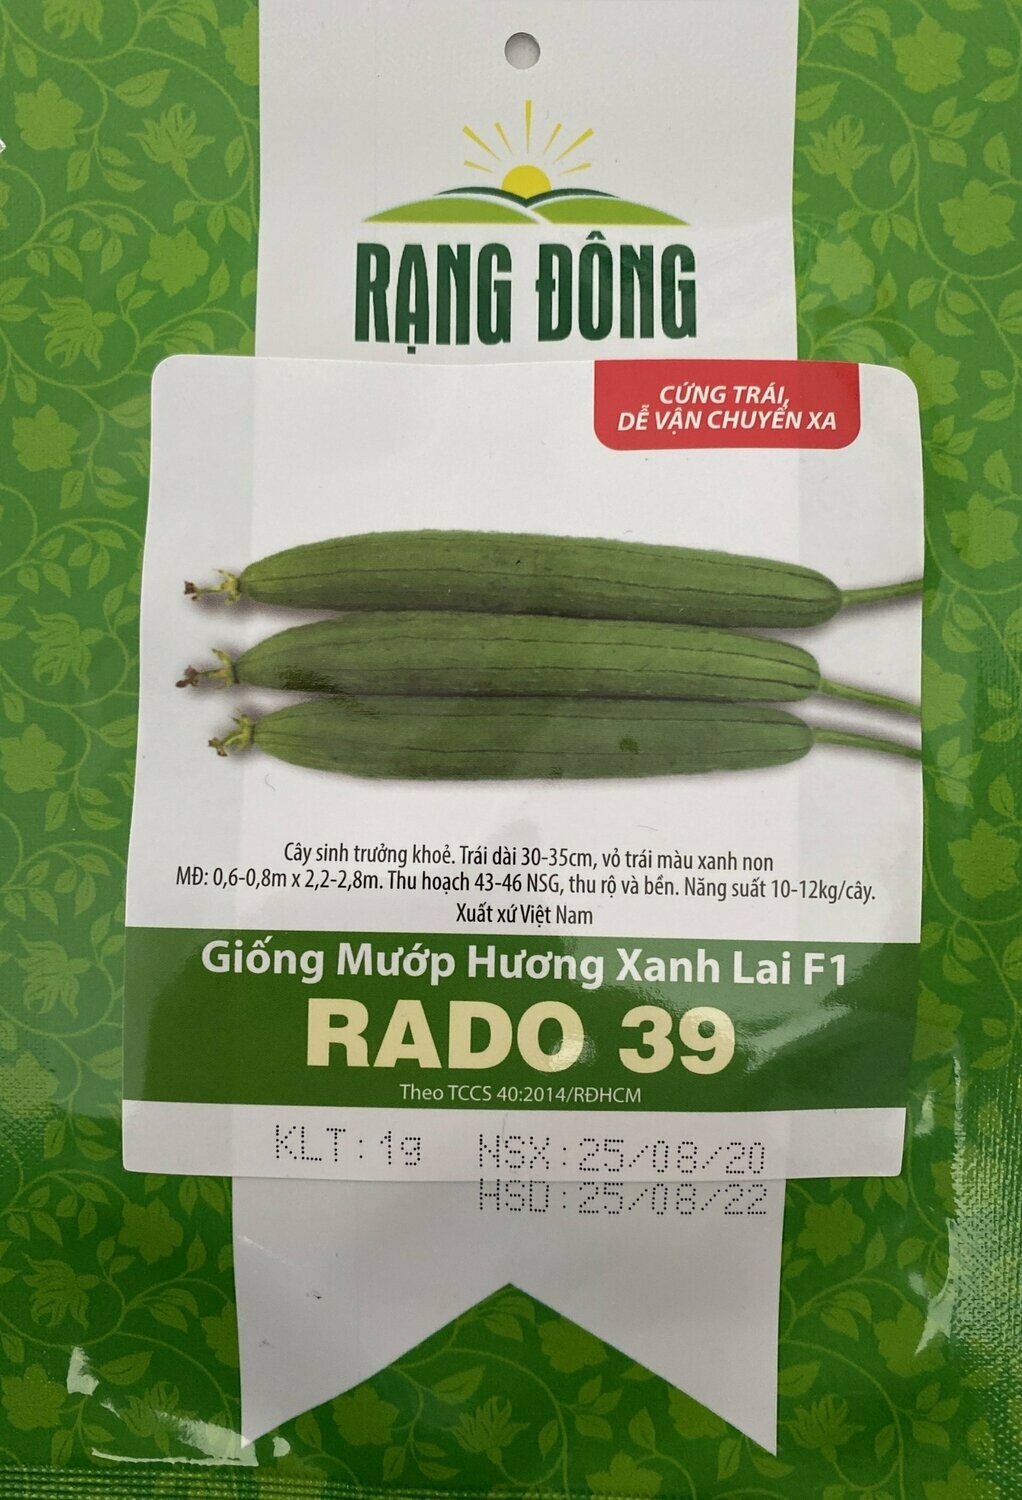 RẠNG ĐÔNG
CỨNG TRÁI,
DỄ VẬN CHUYỂN XA
Cây sinh trưởng khoẻ. Trái dài 30-35cm, vỏ trái màu xanh non
MĐ: 0,6-0,8m x 2,2-2,8m. Thu hoạch 43-46 NSG, thu rộ và bền. Năng suất 10-12kg/cây.
Xuất xứ Việt Nam
Giống Mướp Hương Xanh Lai F1
RADO 39
Theo TCCS 40:2014/RĐHCM
KLT:1g NSX:25/08/20
HSD:25/08/22